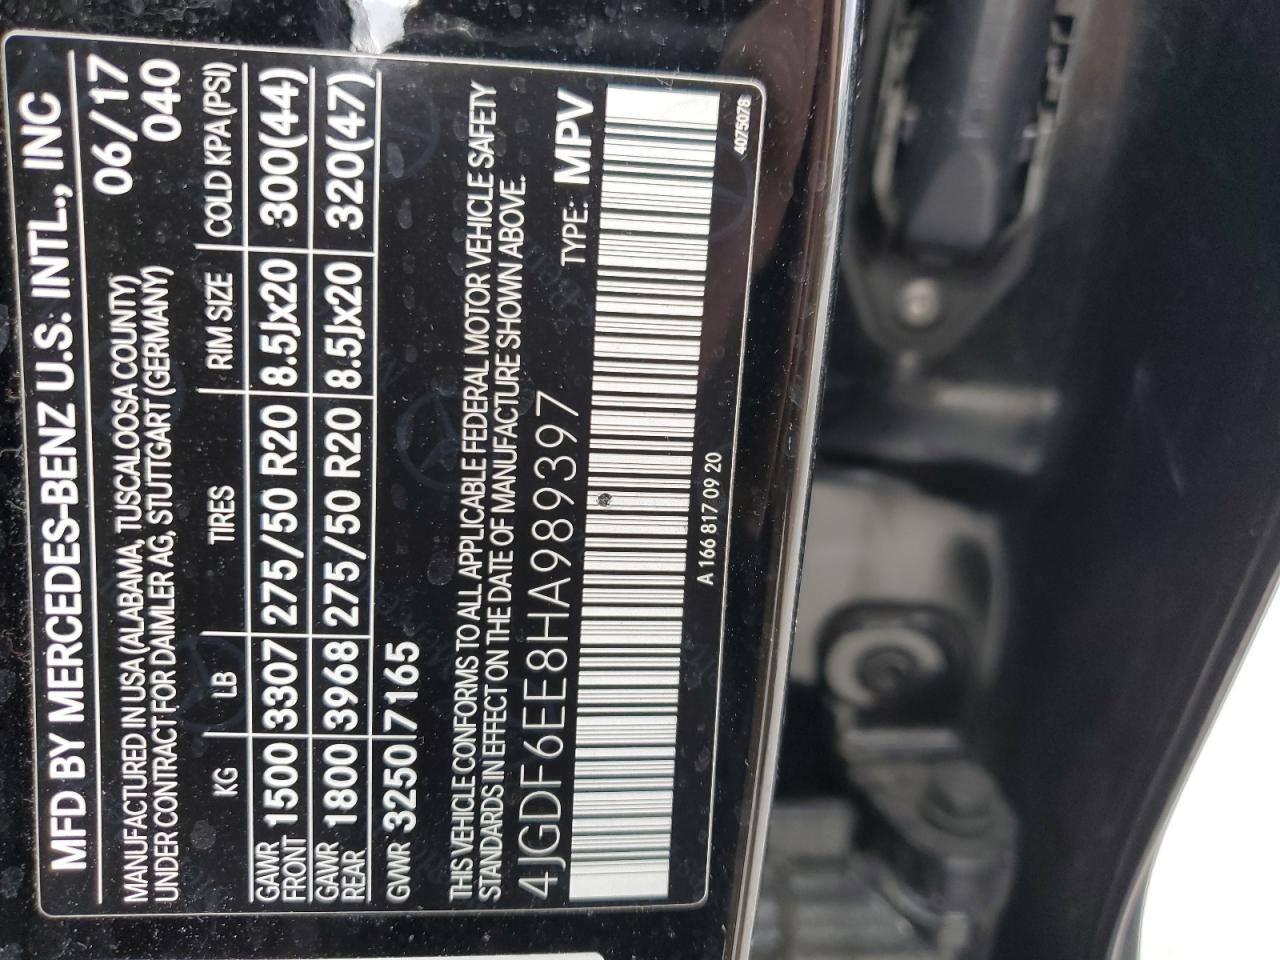 MFD BY MERCEDES-BENZ U.S. INTL., INC
MANUFACTURED IN USA (ALABAMA, TUSCALOOSA COUNTY) 06/17
UNDER CONTRACT FOR DAIMLER AG, STUTTGART (GERMANY) 040
KG LB TIRES RIM SIZE COLD KPA (PSI)
GAWR FRONT 1500 3307 275/50 R20 8.5Jx20 300(44)
GAWR REAR 1800 3968 275/50 R20 8.5Jx20 320(47)
GVWR 3250 7165
THIS VEHICLE CONFORMS TO ALL APPLICABLE FEDERAL MOTOR VEHICLE SAFETY
STANDARDS IN EFFECT ON THE DATE OF MANUFACTURE SHOWN ABOVE.
4JGDF6EE8HA989397 TYPE: MPV
A 166 817 09 20 4075078